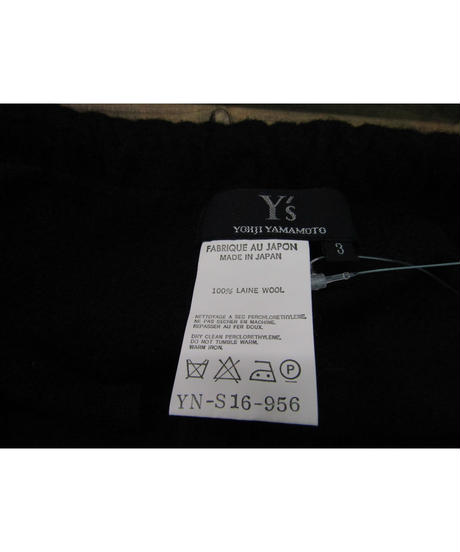 Y's
YOHJI YAMAMOTO
3
FABRIQUE AU JAPON
MADE IN JAPAN
100% LAINE WOOL
NETTOYAGE A SEC PERCHLORETHYLENE.
NE PAS SECHER EN MACHINE.
REPASSER AU FER DOUX.
DRY CLEAN PERCLORETHYLENE.
DO NOT TUMBLE WARM.
WARM IRON.
P
YN-S16-956